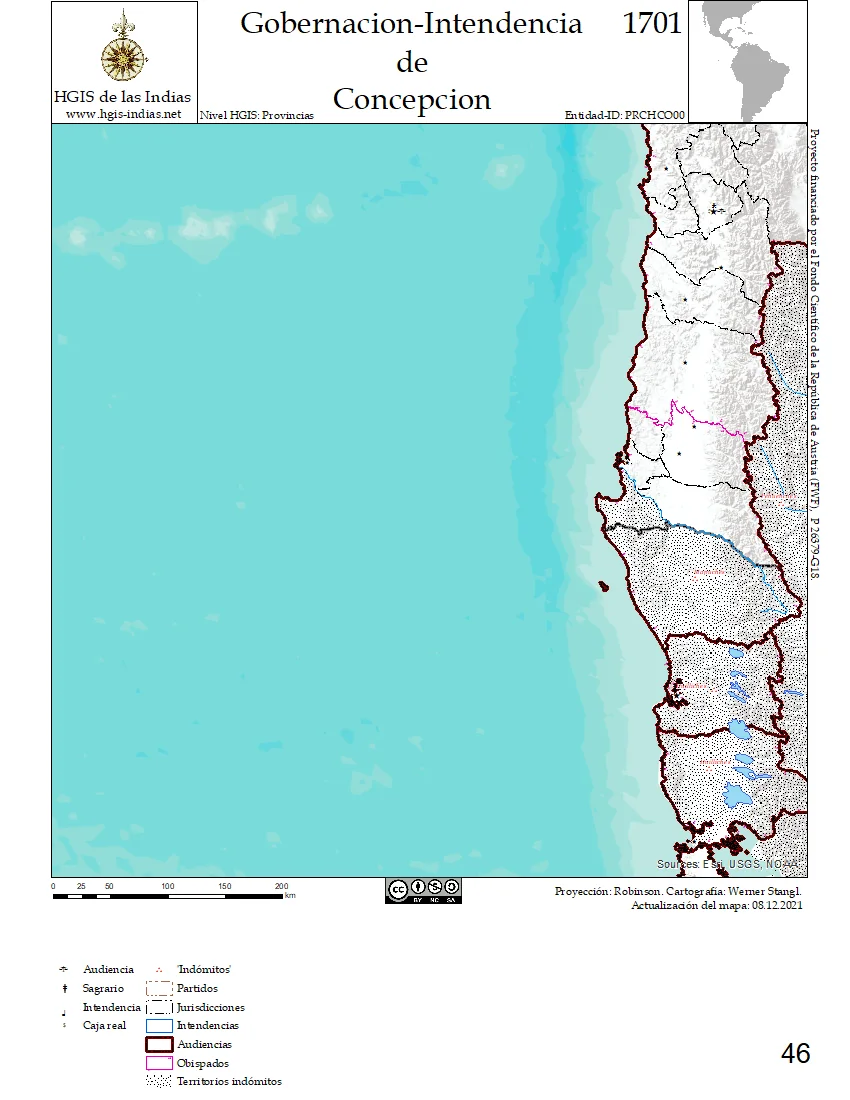 Gobernacion-Intendencia 1701
de
Concepcion
HGIS de las Indias
www.hgis-indias.net
Nivel HGIS: Provincias
Entidad-ID: PRCHCO00
Proyecto financiado por el Fondo Científico de la República de Austria (FWF), P 26379-G18
Sources: Esri, USGS, NOAA
0 25 50 100 150 200
km
BY NC SA
Proyección: Robinson. Cartografía: Werner Stangl.
Actualización del mapa: 08.12.2021
Audiencia
Sagrario
Intendencia
Caja real
'Indómitos'
Partidos
Jurisdicciones
Intendencias
Audiencias
Obispados
Territorios indómitos
46